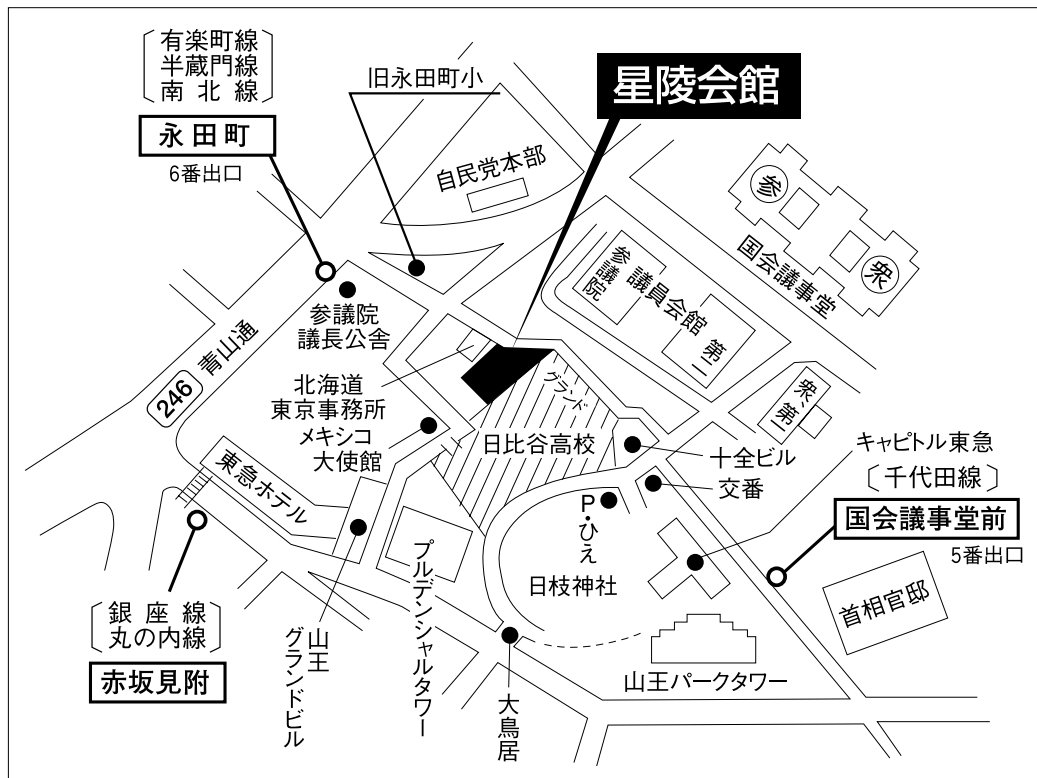 有楽町線
半蔵門線
南北線
永田町
6番出口
旧永田町小
星陵会館
自民党本部
参
衆
国会議事堂
参議院
議員会館
第二
衆、第一
参議院
議長公舎
青山通
246
北海道
東京事務所
メキシコ
大使館
グランド
日比谷高校
十全ビル
交番
キャピトル東急
千代田線
国会議事堂前
5番出口
東急ホテル
P・ひえ
日枝神社
首相官邸
銀座線
丸の内線
赤坂見附
山王
グランドビル
プルデンシャルタワー
大鳥居
山王パークタワー